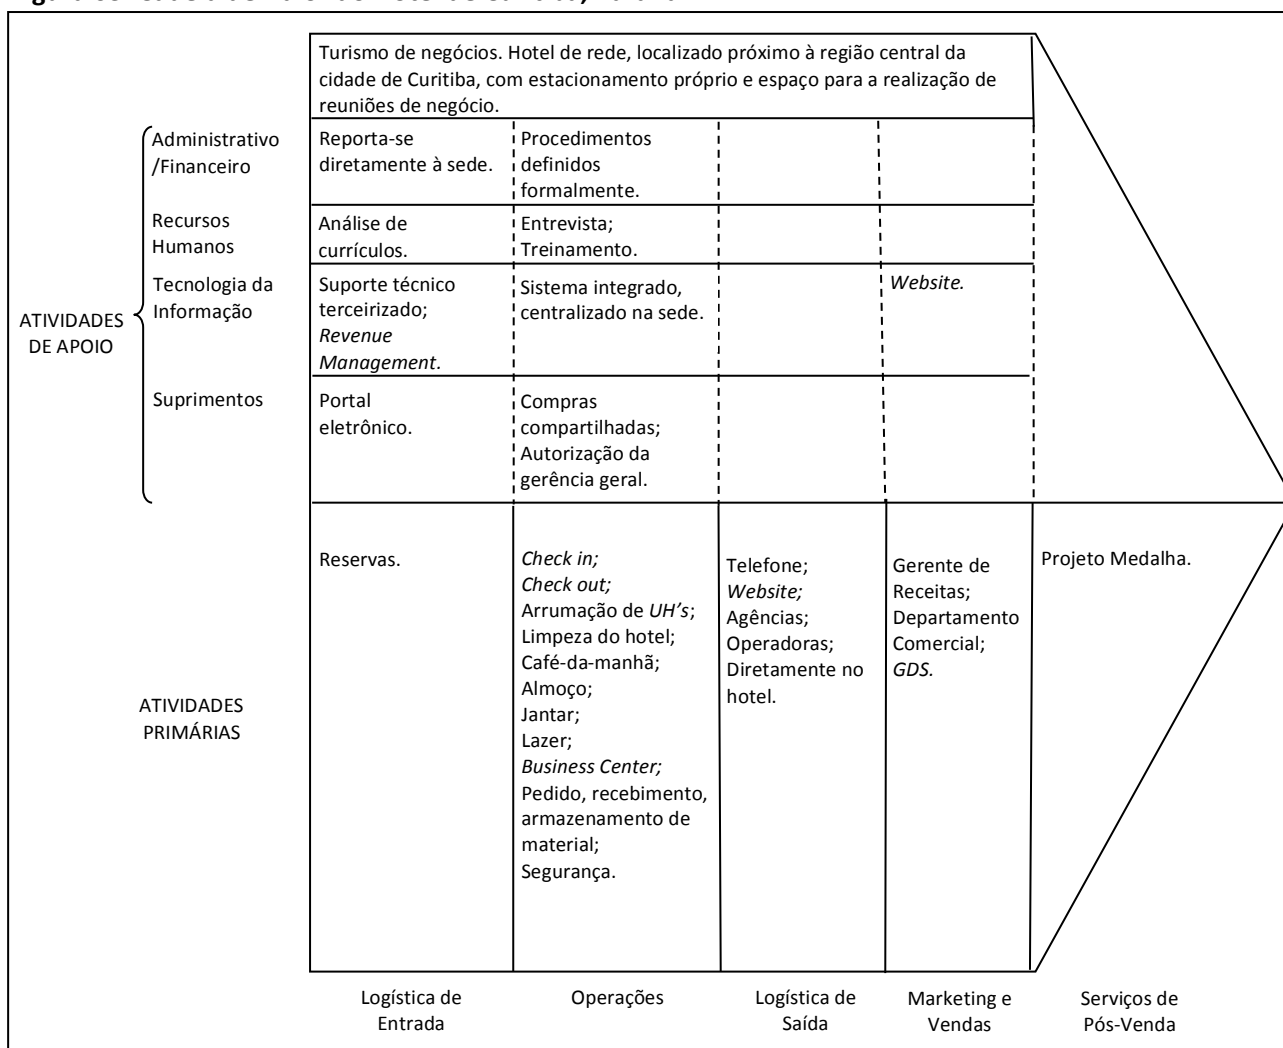 Turismo de negócios. Hotel de rede, localizado próximo à região central da
cidade de Curitiba, com estacionamento próprio e espaço para a realização de
reuniões de negócio.
ATIVIDADES
DE APOIO
Administrativo
/Financeiro
Reporta-se
diretamente à sede.
Procedimentos
definidos
formalmente.
Recursos
Humanos
Análise de
currículos.
Entrevista;
Treinamento.
Tecnologia da
Informação
Suporte técnico
terceirizado;
Revenue
Management.
Sistema integrado,
centralizado na sede.
Website.
Suprimentos
Portal
eletrônico.
Compras
compartilhadas;
Autorização da
gerência geral.
ATIVIDADES
PRIMÁRIAS
Reservas.
Check in;
Check out;
Arrumação de UH's;
Limpeza do hotel;
Café-da-manhã;
Almoço;
Jantar;
Lazer;
Business Center;
Pedido, recebimento,
armazenamento de
material;
Segurança.
Telefone;
Website;
Agências;
Operadoras;
Diretamente no
hotel.
Gerente de
Receitas;
Departamento
Comercial;
GDS.
Projeto Medalha.
Logística de
Entrada
Operações
Logística de
Saída
Marketing e
Vendas
Serviços de
Pós-Venda